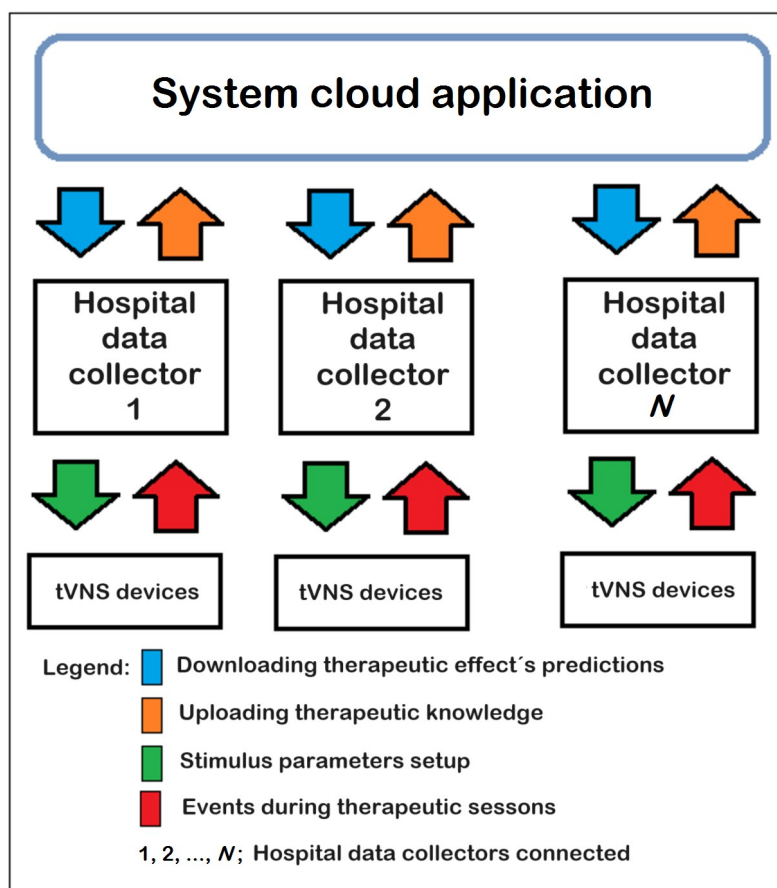 System cloud application
Hospital
data
collector
1
Hospital
data
collector
2
Hospital
data
collector
N
tVNS devices
tVNS devices
tVNS devices
Legend:
Downloading therapeutic effect´s predictions
Uploading therapeutic knowledge
Stimulus parameters setup
Events during therapeutic sessons
1, 2, ..., N; Hospital data collectors connected